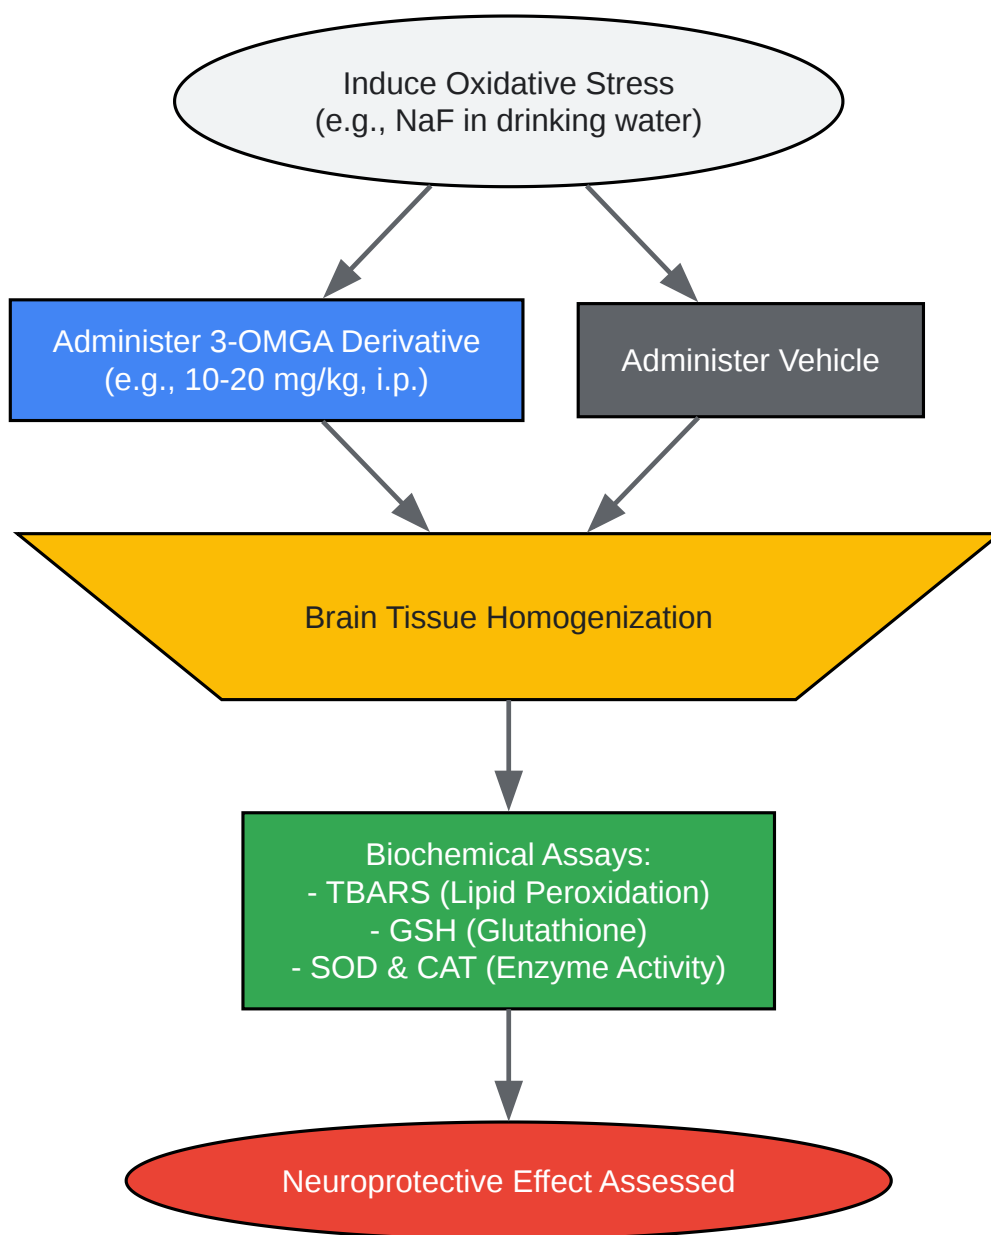 Induce Oxidative Stress
(e.g., NaF in drinking water)
Administer 3-OMGA Derivative
(e.g., 10-20 mg/kg, i.p.)
Administer Vehicle
Brain Tissue Homogenization
Biochemical Assays:
- TBARS (Lipid Peroxidation)
- GSH (Glutathione)
- SOD & CAT (Enzyme Activity)
Neuroprotective Effect Assessed